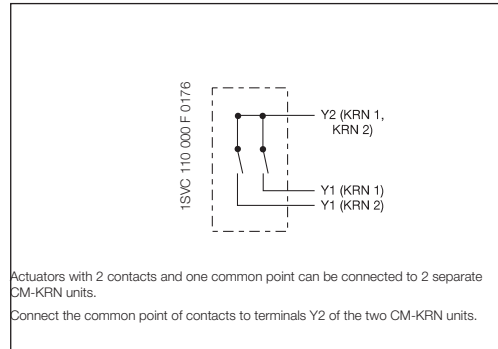 1SVC 110 000 F 0176
Y2 (KRN 1,
KRN 2)
Y1 (KRN 1)
Y1 (KRN 2)
Actuators with 2 contacts and one common point can be connected to 2 separate
CM-KRN units.
Connect the common point of contacts to terminals Y2 of the two CM-KRN units.